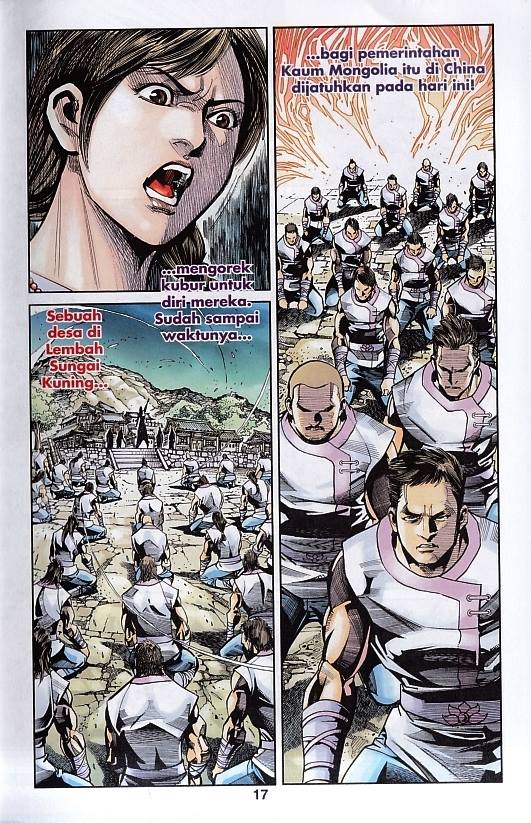 ...mengorek
kubur untuk
diri mereka.
Sudah sampai
waktunya...
Sebuah
desa di
Lembah
Sungai
Kuning...
...bagi pemerintahan
Kaum Mongolia itu di China
dijatuhkan pada hari ini!
17